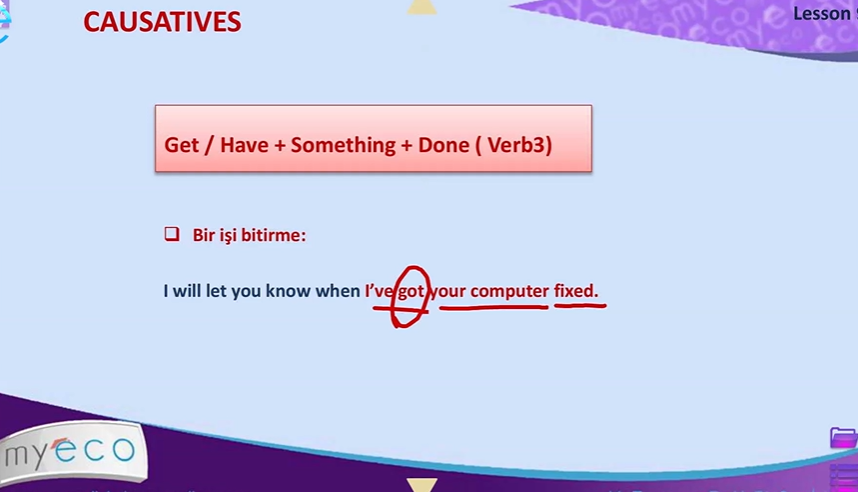 CAUSATIVES
Lesson
Get / Have + Something + Done ( Verb3)
Bir işi bitirme:
I will let you know when I've got your computer fixed.
myeco